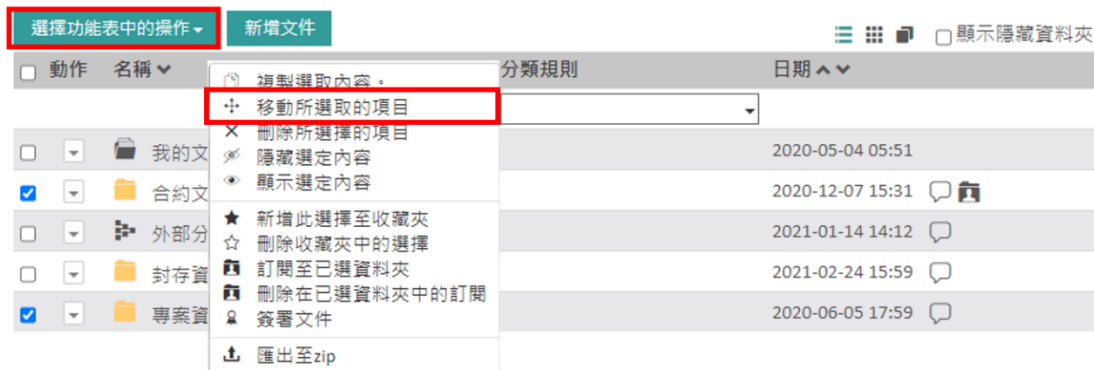 選擇功能表中的操作 新增文件
顯示隱藏資料夾
動作 名稱 分類規則 日期
複製選取內容。
移動所選取的項目
刪除所選擇的項目
隱藏選定內容
顯示選定內容
新增此選擇至收藏夾
刪除收藏夾中的選擇
訂閱至已選資料夾
刪除在已選資料夾中的訂閱
簽署文件
匯出至zip
我的文 2020-05-04 05:51
合約文 2020-12-07 15:31
外部分 2021-01-14 14:12
封存資 2021-02-24 15:59
專案資 2020-06-05 17:59